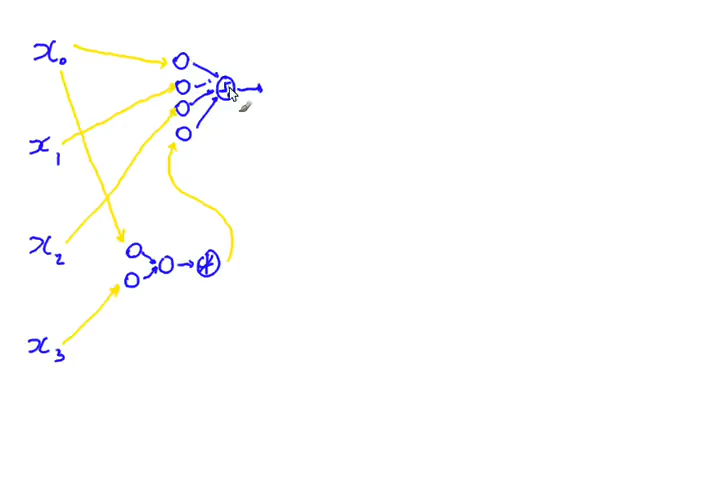 x₀
x₁
x₂
*
x₃